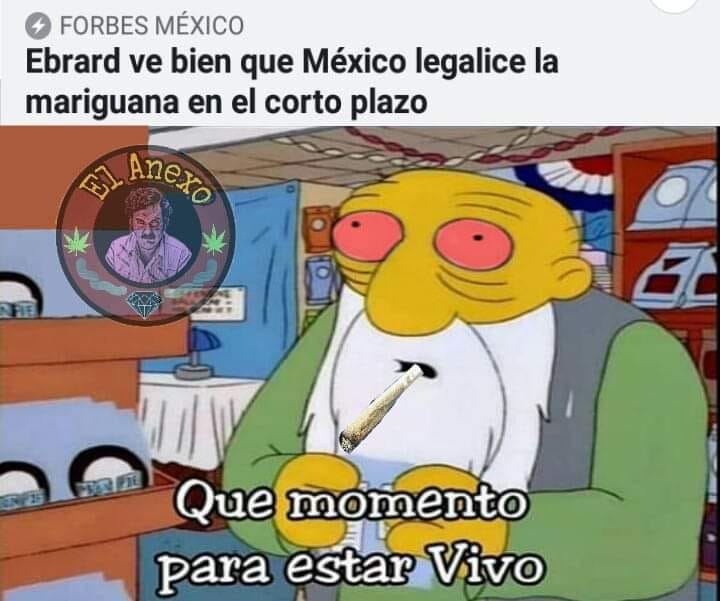 FORBES MÉXICO
Ebrard ve bien que México legalice la
mariguana en el corto plazo
El Anexo
Que momento
para estar Vivo